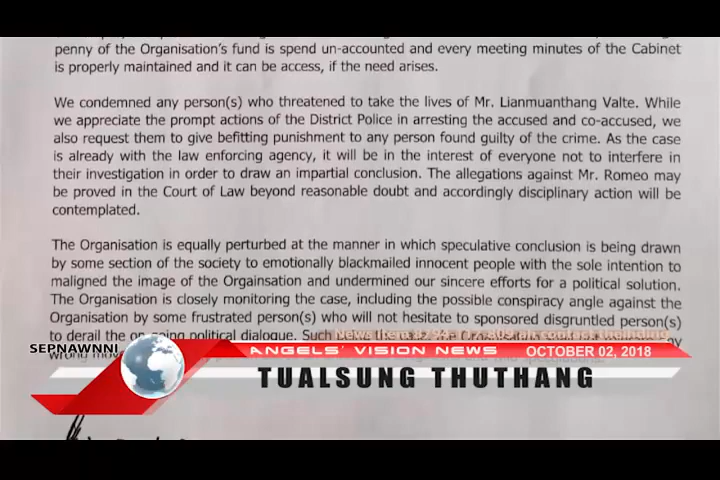 penny of the Organisation's fund is spend un-accounted and every meeting minutes of the Cabinet
is properly maintained and it can be access, if the need arises.
We condemned any person(s) who threatened to take the lives of Mr. Lianmuanthang Valte. While
we appreciate the prompt actions of the District Police in arresting the accused and co-accused, we
also request them to give befitting punishment to any person found guilty of the crime. As the case
is already with the law enforcing agency, it will be in the interest of everyone not to interfere in
their investigation in order to draw an impartial conclusion. The allegations against Mr. Romeo may
be proved in the Court of Law beyond reasonable doubt and accordingly disciplinary action will be
contemplated.
The Organisation is equally perturbed at the manner in which speculative conclusion is being drawn
by some section of the society to emotionally blackmailed innocent people with the sole intention to
maligned the image of the Orgainsation and undermined our sincere efforts for a political solution.
The Organisation is closely monitoring the case, including the possible conspiracy angle against the
Organisation by some frustrated person(s) who will not hesitate to sponsored disgruntled person(s)
to derail the on-going political dialogue. Such
SEPNAWNNI
ANGELS' VISION NEWS
OCTOBER 02, 2018
TUALSUNG THUTHANG